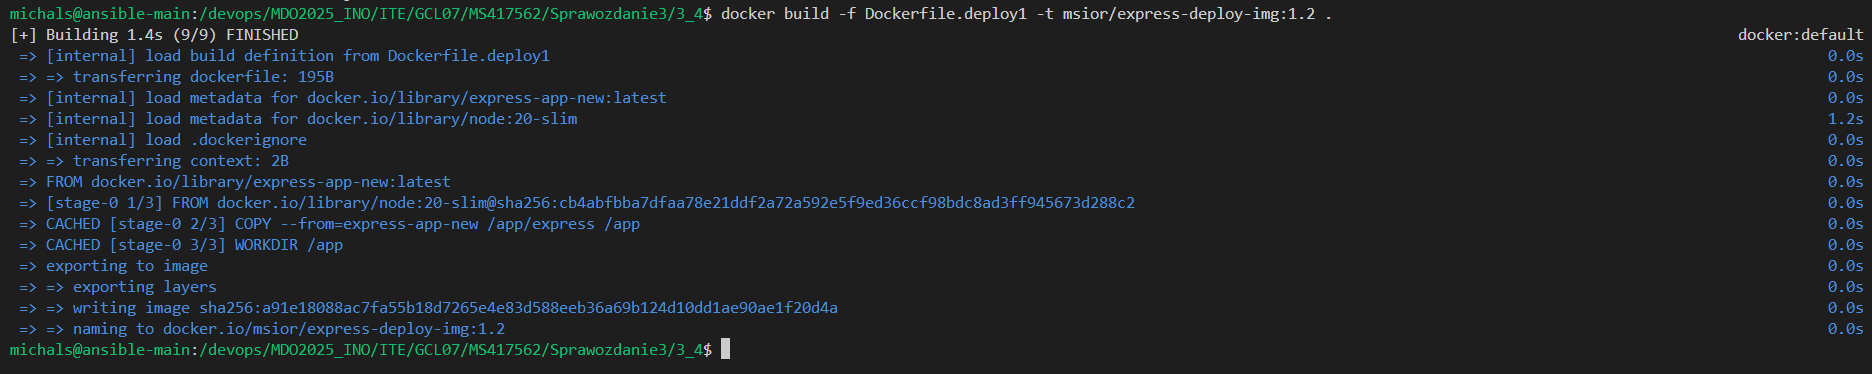 michals@ansible-main:/devops/MDO2025_INO/ITE/GCL07/MS417562/Sprawozdanie3/3_4$ docker build -f Dockerfile.deploy1 -t msior/express-deploy-img:1.2 .
[+] Building 1.4s (9/9) FINISHED docker:default
=> [internal] load build definition from Dockerfile.deploy1 0.0s
=> => transferring dockerfile: 195B 0.0s
=> [internal] load metadata for docker.io/library/express-app-new:latest 0.0s
=> [internal] load metadata for docker.io/library/node:20-slim 1.2s
=> [internal] load .dockerignore 0.0s
=> => transferring context: 2B 0.0s
=> FROM docker.io/library/express-app-new:latest 0.0s
=> [stage-0 1/3] FROM docker.io/library/node:20-slim@sha256:cb4abfbba7dfaa78e21ddf2a72a592e5f9ed36ccf98bdc8ad3ff945673d288c2 0.0s
=> CACHED [stage-0 2/3] COPY --from=express-app-new /app/express /app 0.0s
=> CACHED [stage-0 3/3] WORKDIR /app 0.0s
=> exporting to image 0.0s
=> => exporting layers 0.0s
=> => writing image sha256:a91e18088ac7fa55b18d7265e4e83d588eeb36a69b124d10dd1ae90ae1f20d4a 0.0s
=> => naming to docker.io/msior/express-deploy-img:1.2 0.0s
michals@ansible-main:/devops/MDO2025_INO/ITE/GCL07/MS417562/Sprawozdanie3/3_4$